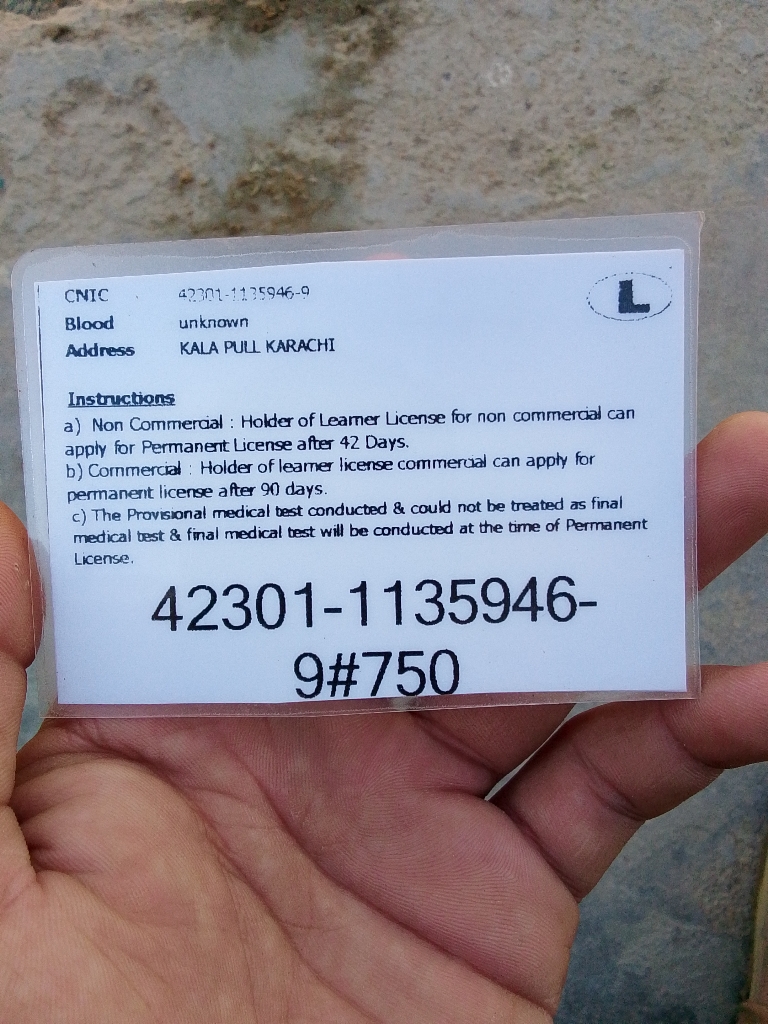 CNIC 42301-1135946-9
L
Blood unknown
Address KALA PULL KARACHI
Instructions
a) Non Commercial : Holder of Learner License for non commercial can
apply for Permanent License after 42 Days.
b) Commercial : Holder of learner license commercial can apply for
permanent license after 90 days.
c) The Provisional medical test conducted & could not be treated as final
medical test & final medical test will be conducted at the time of Permanent
License.
42301-1135946-
9#750